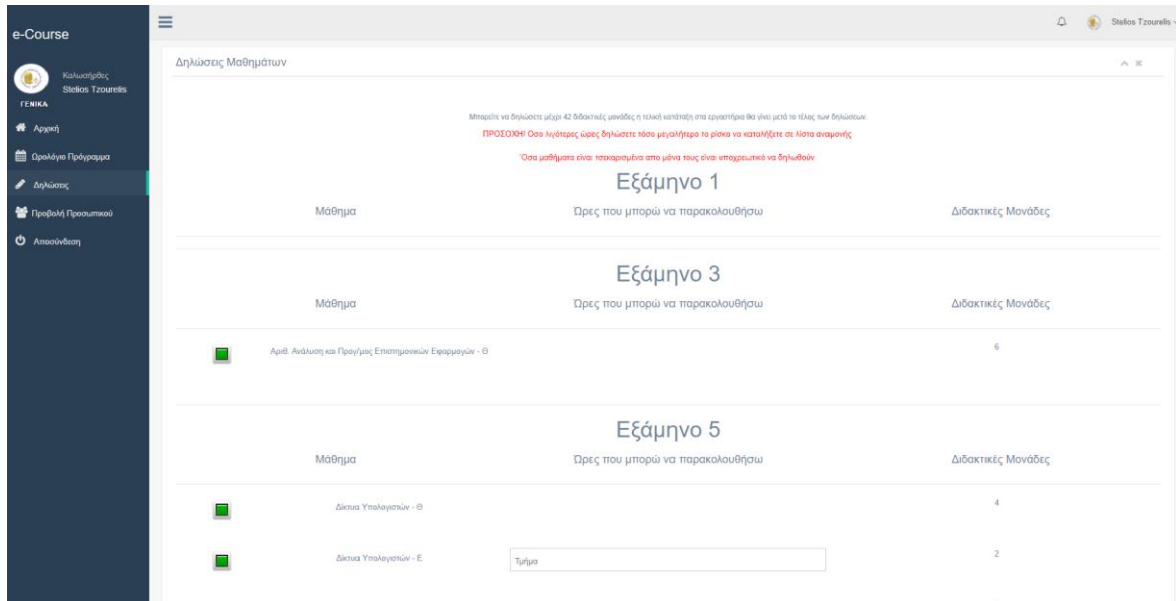 e-Course
Stelios Tzourelis
Καλωσήρθες
Stelios Tzourelis
ΓΕΝΙΚΑ
Αρχική
Ωρολόγιο Πρόγραμμα
Δηλώσεις
Προβολή Προσωπικού
Αποσύνδεση
Δηλώσεις Μαθημάτων
Μπορείτε να δηλώσετε μέχρι 42 διδακτικές μονάδες η τελική κατάταξη στα εργαστήρια θα γίνει μετά το τέλος των δηλώσεων.
ΠΡΟΣΟΧΗ! Οσο λιγότερες ώρες δηλώσετε τόσο μεγαλήτερο το ρίσκο να καταλήξετε σε λίστα αναμονής
'Οσα μαθήματα είναι τσεκαρισμένα απο μόνα τους είναι υποχρεωτικό να δηλωθούν
Εξάμηνο 1
Μάθημα Ώρες που μπορώ να παρακολουθήσω Διδακτικές Μονάδες
Εξάμηνο 3
Μάθημα Ώρες που μπορώ να παρακολουθήσω Διδακτικές Μονάδες
Αριθ. Ανάλυση και Πραγ/μος Επιστημονικών Εφαρμογών - Θ 6
Εξάμηνο 5
Μάθημα Ώρες που μπορώ να παρακολουθήσω Διδακτικές Μονάδες
Δίκτυα Υπολογιστών - Θ 4
Δίκτυα Υπολογιστών - Ε Τμήμα 2